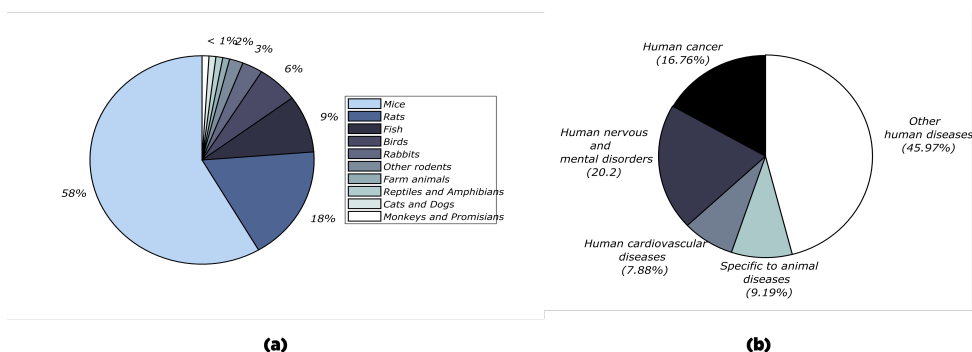 < 1%
2%
3%
6%
9%
18%
58%
Mice
Rats
Fish
Birds
Rabbits
Other rodents
Farm animals
Reptiles and Amphibians
Cats and Dogs
Monkeys and Promisians
(a)
Human cancer
(16.76%)
Other
human diseases
(45.97%)
Human nervous
and
mental disorders
(20.2)
Human cardiovascular
diseases
(7.88%)
Specific to animal
diseases
(9.19%)
(b)